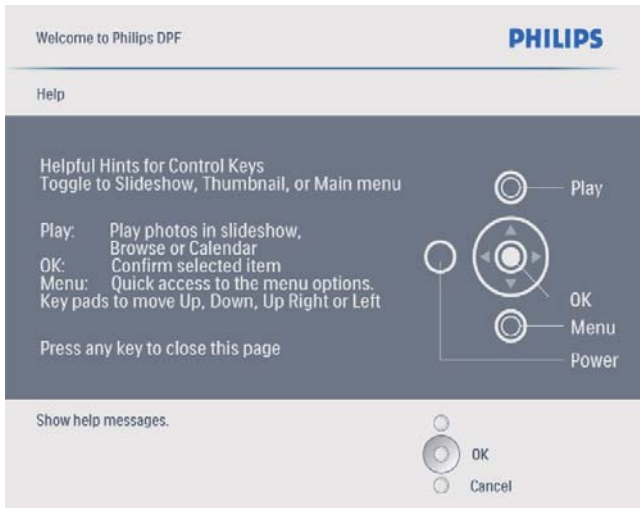 Welcome to Philips DPF
PHILIPS
Help
Helpful Hints for Control Keys
Toggle to Slideshow, Thumbnail, or Main menu
Play: Play photos in slideshow,
Browse or Calendar
OK: Confirm selected item
Menu: Quick access to the menu options.
Key pads to move Up, Down, Up Right or Left
Press any key to close this page
Play
OK
Menu
Power
Show help messages.
OK
Cancel